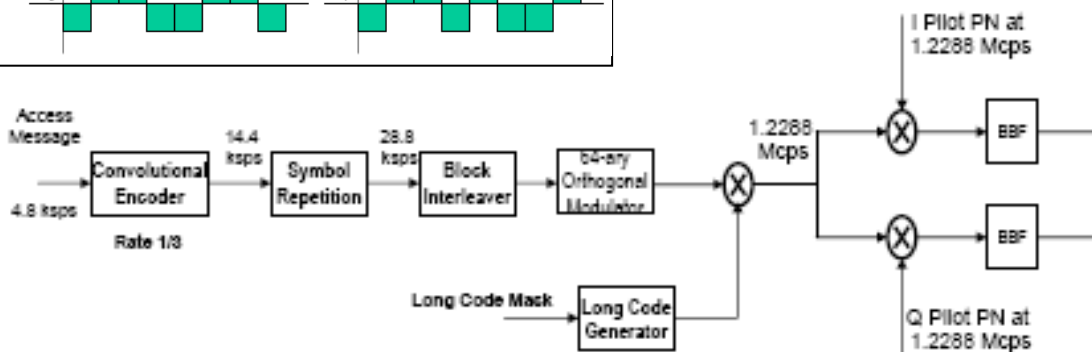 I Pilot PN at
1.2288 Mcps
Access
Message
4.8 ksps
Convolutional
Encoder
Rate 1/3
14.4
ksps
Symbol
Repetition
28.8
ksps
Block
Interleaver
64-ary
Orthogonal
Modulator
1.2288
Mcps
X
X
BBF
X
BBF
Long Code Mask
Long Code
Generator
Q Pilot PN at
1.2288 Mcps